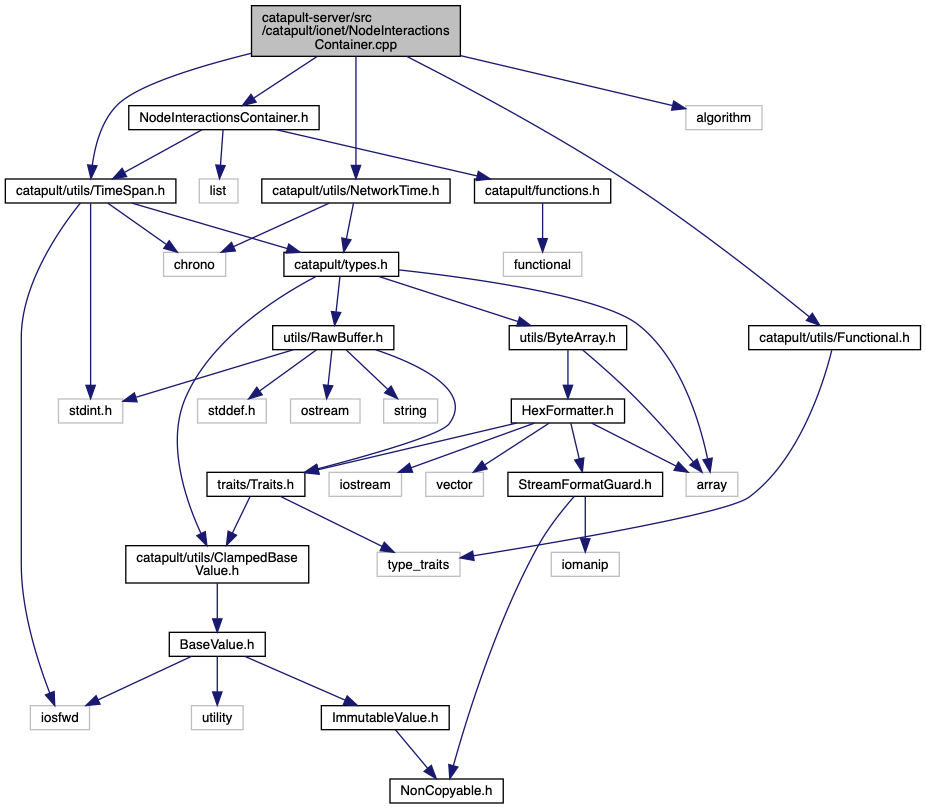 catapult-server/src
/catapult/ionet/NodeInteractions
Container.cpp
NodeInteractionsContainer.h
algorithm
catapult/utils/TimeSpan.h
list
catapult/utils/NetworkTime.h
catapult/functions.h
chrono
catapult/types.h
functional
utils/RawBuffer.h
utils/ByteArray.h
catapult/utils/Functional.h
stdint.h
stddef.h
ostream
string
HexFormatter.h
traits/Traits.h
iostream
vector
StreamFormatGuard.h
array
catapult/utils/ClampedBase
Value.h
type_traits
iomanip
BaseValue.h
iosfwd
utility
ImmutableValue.h
NonCopyable.h